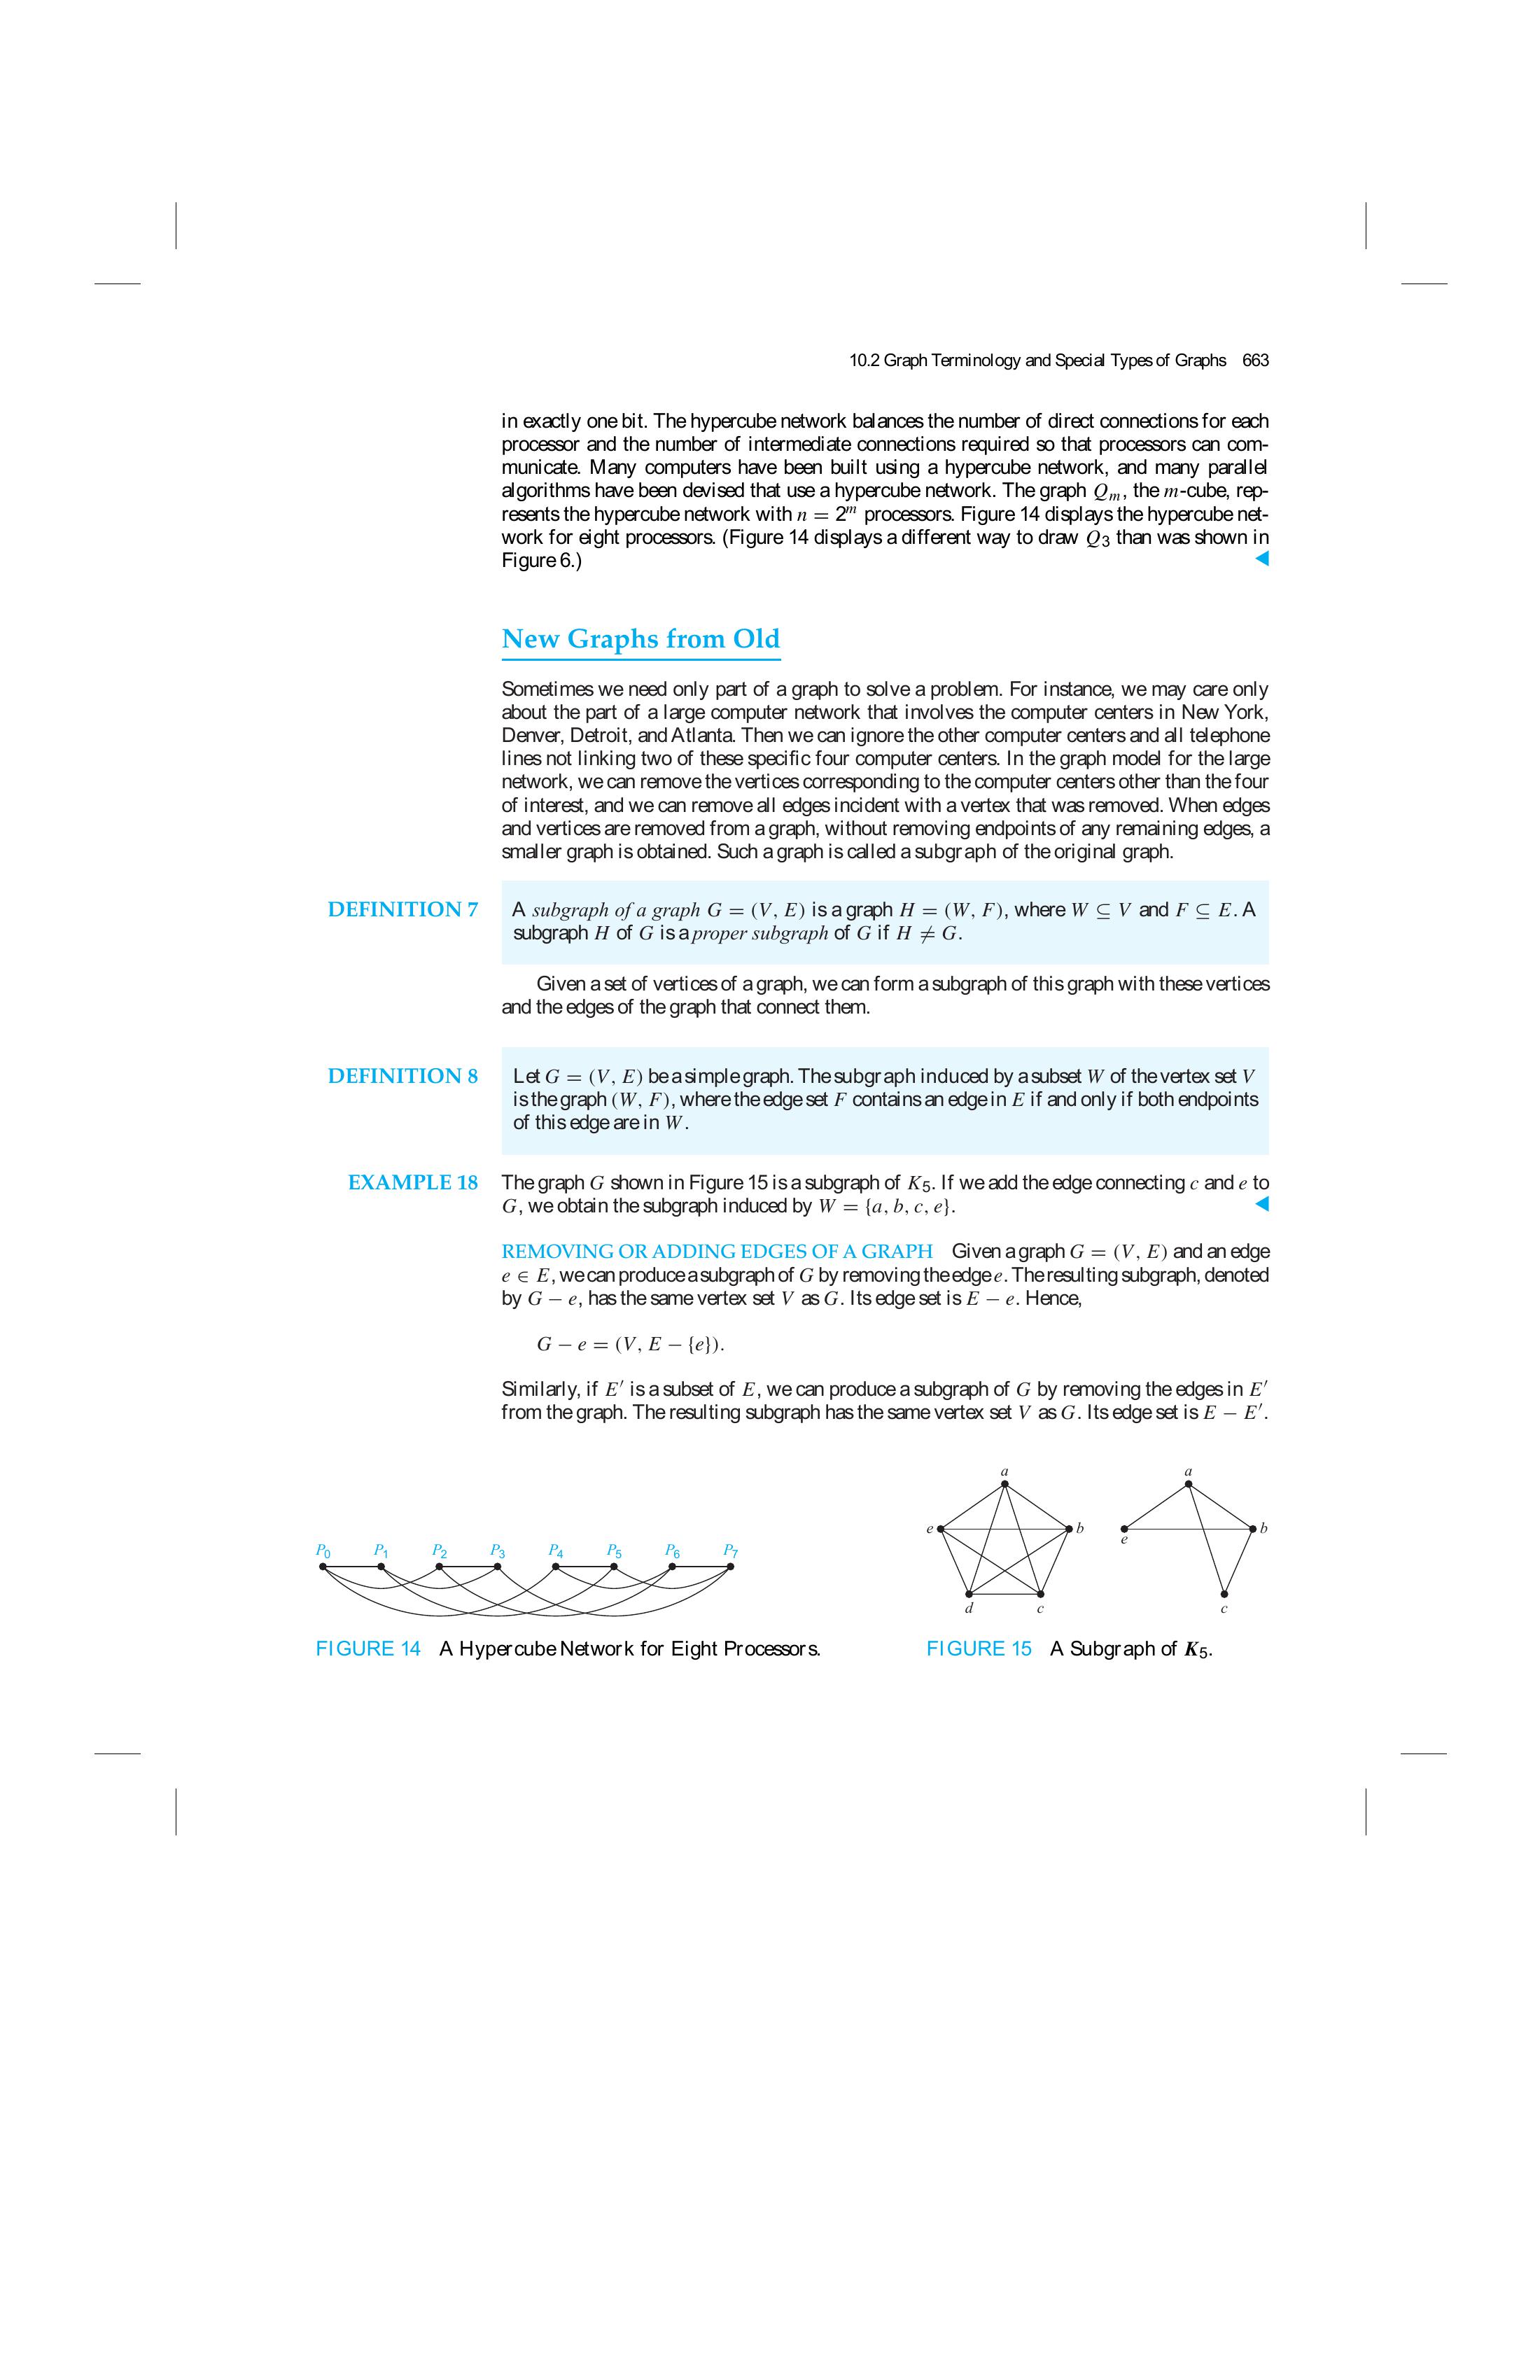 10.2 Graph Terminology and Special Types of Graphs 663
in exactly one bit. The hypercube network balances the number of direct connections for each
processor and the number of intermediate connections required so that processors can com-
municate. Many computers have been built using a hypercube network, and many parallel
algorithms have been devised that use a hypercube network. The graph Qₘ, the m-cube, rep-
resents the hypercube network with n = 2ᵐ processors. Figure 14 displays the hypercube net-
work for eight processors. (Figure 14 displays a different way to draw Q₃ than was shown in
Figure 6.)
New Graphs from Old
Sometimes we need only part of a graph to solve a problem. For instance, we may care only
about the part of a large computer network that involves the computer centers in New York,
Denver, Detroit, and Atlanta. Then we can ignore the other computer centers and all telephone
lines not linking two of these specific four computer centers. In the graph model for the large
network, we can remove the vertices corresponding to the computer centers other than the four
of interest, and we can remove all edges incident with a vertex that was removed. When edges
and vertices are removed from a graph, without removing endpoints of any remaining edges, a
smaller graph is obtained. Such a graph is called a subgraph of the original graph.
DEFINITION 7 A subgraph of a graph G = (V, E) is a graph H = (W, F), where W ⊆ V and F ⊆ E. A
subgraph H of G is a proper subgraph of G if H ≠ G.
Given a set of vertices of a graph, we can form a subgraph of this graph with these vertices
and the edges of the graph that connect them.
DEFINITION 8 Let G = (V, E) be a simple graph. The subgraph induced by a subset W of the vertex set V
is the graph (W, F), where the edge set F contains an edge in E if and only if both endpoints
of this edge are in W.
EXAMPLE 18 The graph G shown in Figure 15 is a subgraph of K₅. If we add the edge connecting c and e to
G, we obtain the subgraph induced by W = {a, b, c, e}.
REMOVING OR ADDING EDGES OF A GRAPH Given a graph G = (V, E) and an edge
e ∈ E, we can produce a subgraph of G by removing the edge e. The resulting subgraph, denoted
by G − e, has the same vertex set V as G. Its edge set is E − e. Hence,
G − e = (V, E − {e}).
Similarly, if E′ is a subset of E, we can produce a subgraph of G by removing the edges in E′
from the graph. The resulting subgraph has the same vertex set V as G. Its edge set is E − E′.
P₀ P₁ P₂ P₃ P₄ P₅ P₆ P₇
FIGURE 14 A Hypercube Network for Eight Processors.
a
e b
d c
a
e b
c
FIGURE 15 A Subgraph of K₅.